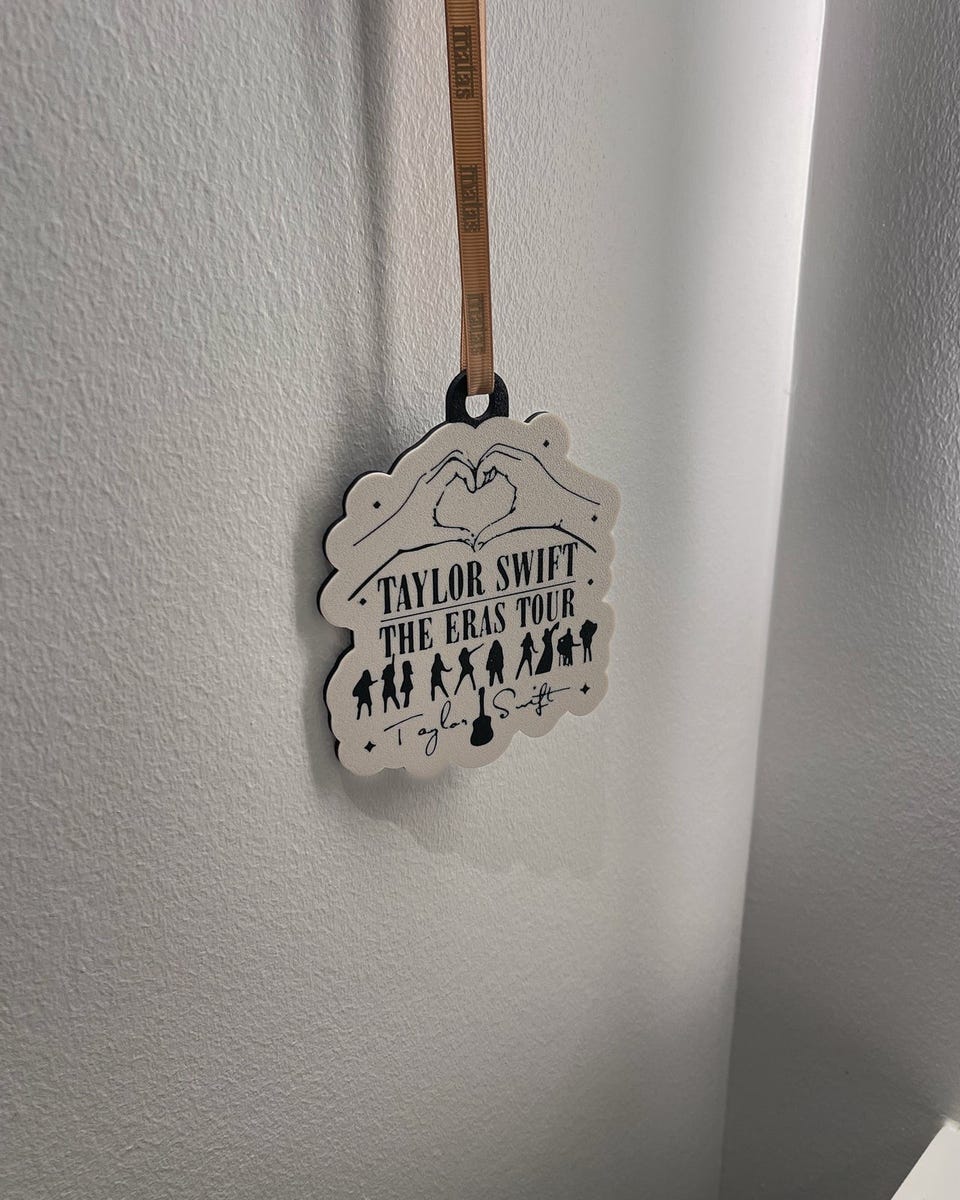 TAYLOR SWIFT
THE ERAS TOUR
Taylor Swift